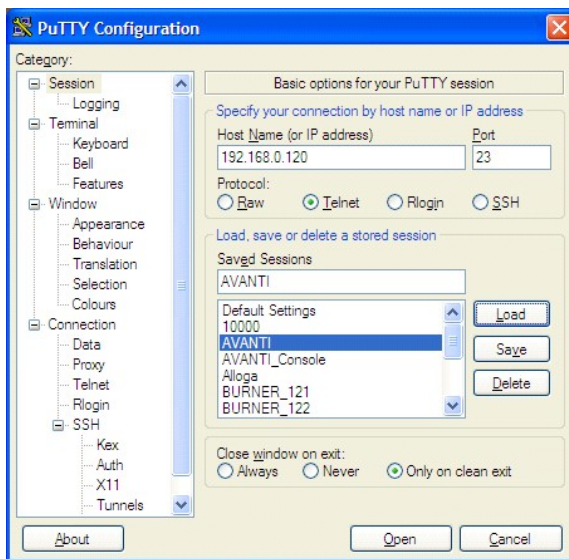 PuTTY Configuration
Category:
Session
Logging
Terminal
Keyboard
Bell
Features
Window
Appearance
Behaviour
Translation
Selection
Colours
Connection
Data
Proxy
Telnet
Rlogin
SSH
Kex
Auth
X11
Tunnels
Basic options for your PuTTY session
Specify your connection by host name or IP address
Host Name (or IP address) Port
192.168.0.120 23
Protocol:
Raw Telnet Rlogin SSH
Load, save or delete a stored session
Saved Sessions
AVANTI
Default Settings
10000
AVANTI
AVANTI_Console
Alloga
BURNER_121
BURNER_122
Load
Save
Delete
Close window on exit:
Always Never Only on clean exit
About Open Cancel